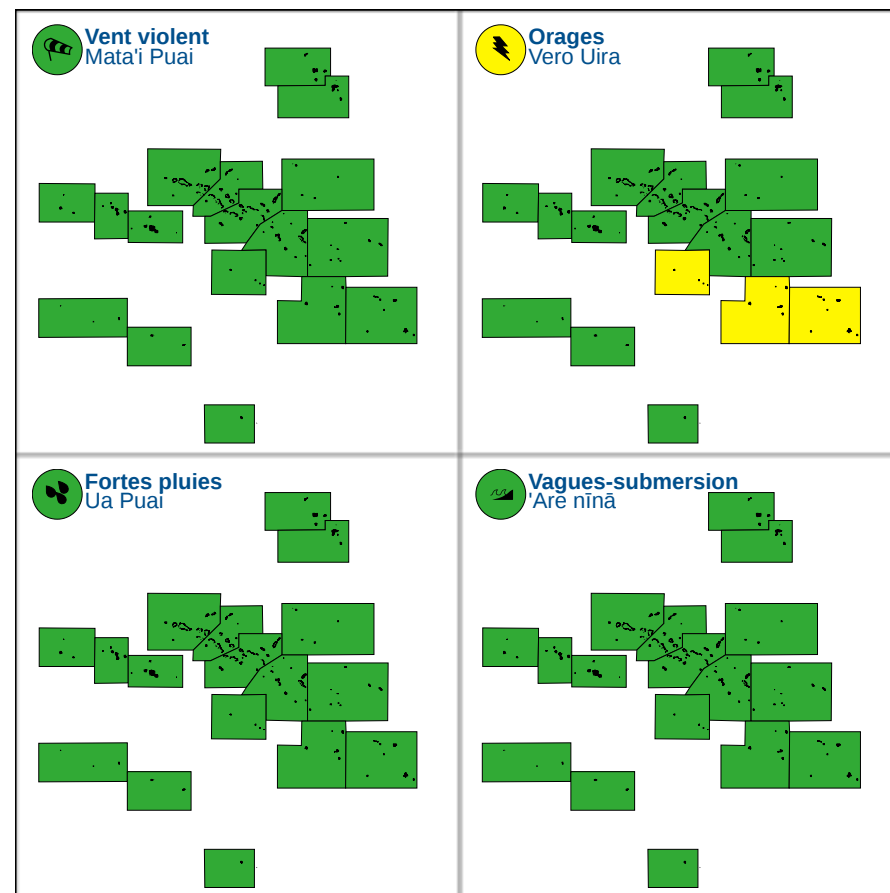 Vent violent
Mata'i Puai
Orages
Vero Uira
Fortes pluies
Ua Puai
Vagues-submersion
'Are nīnā